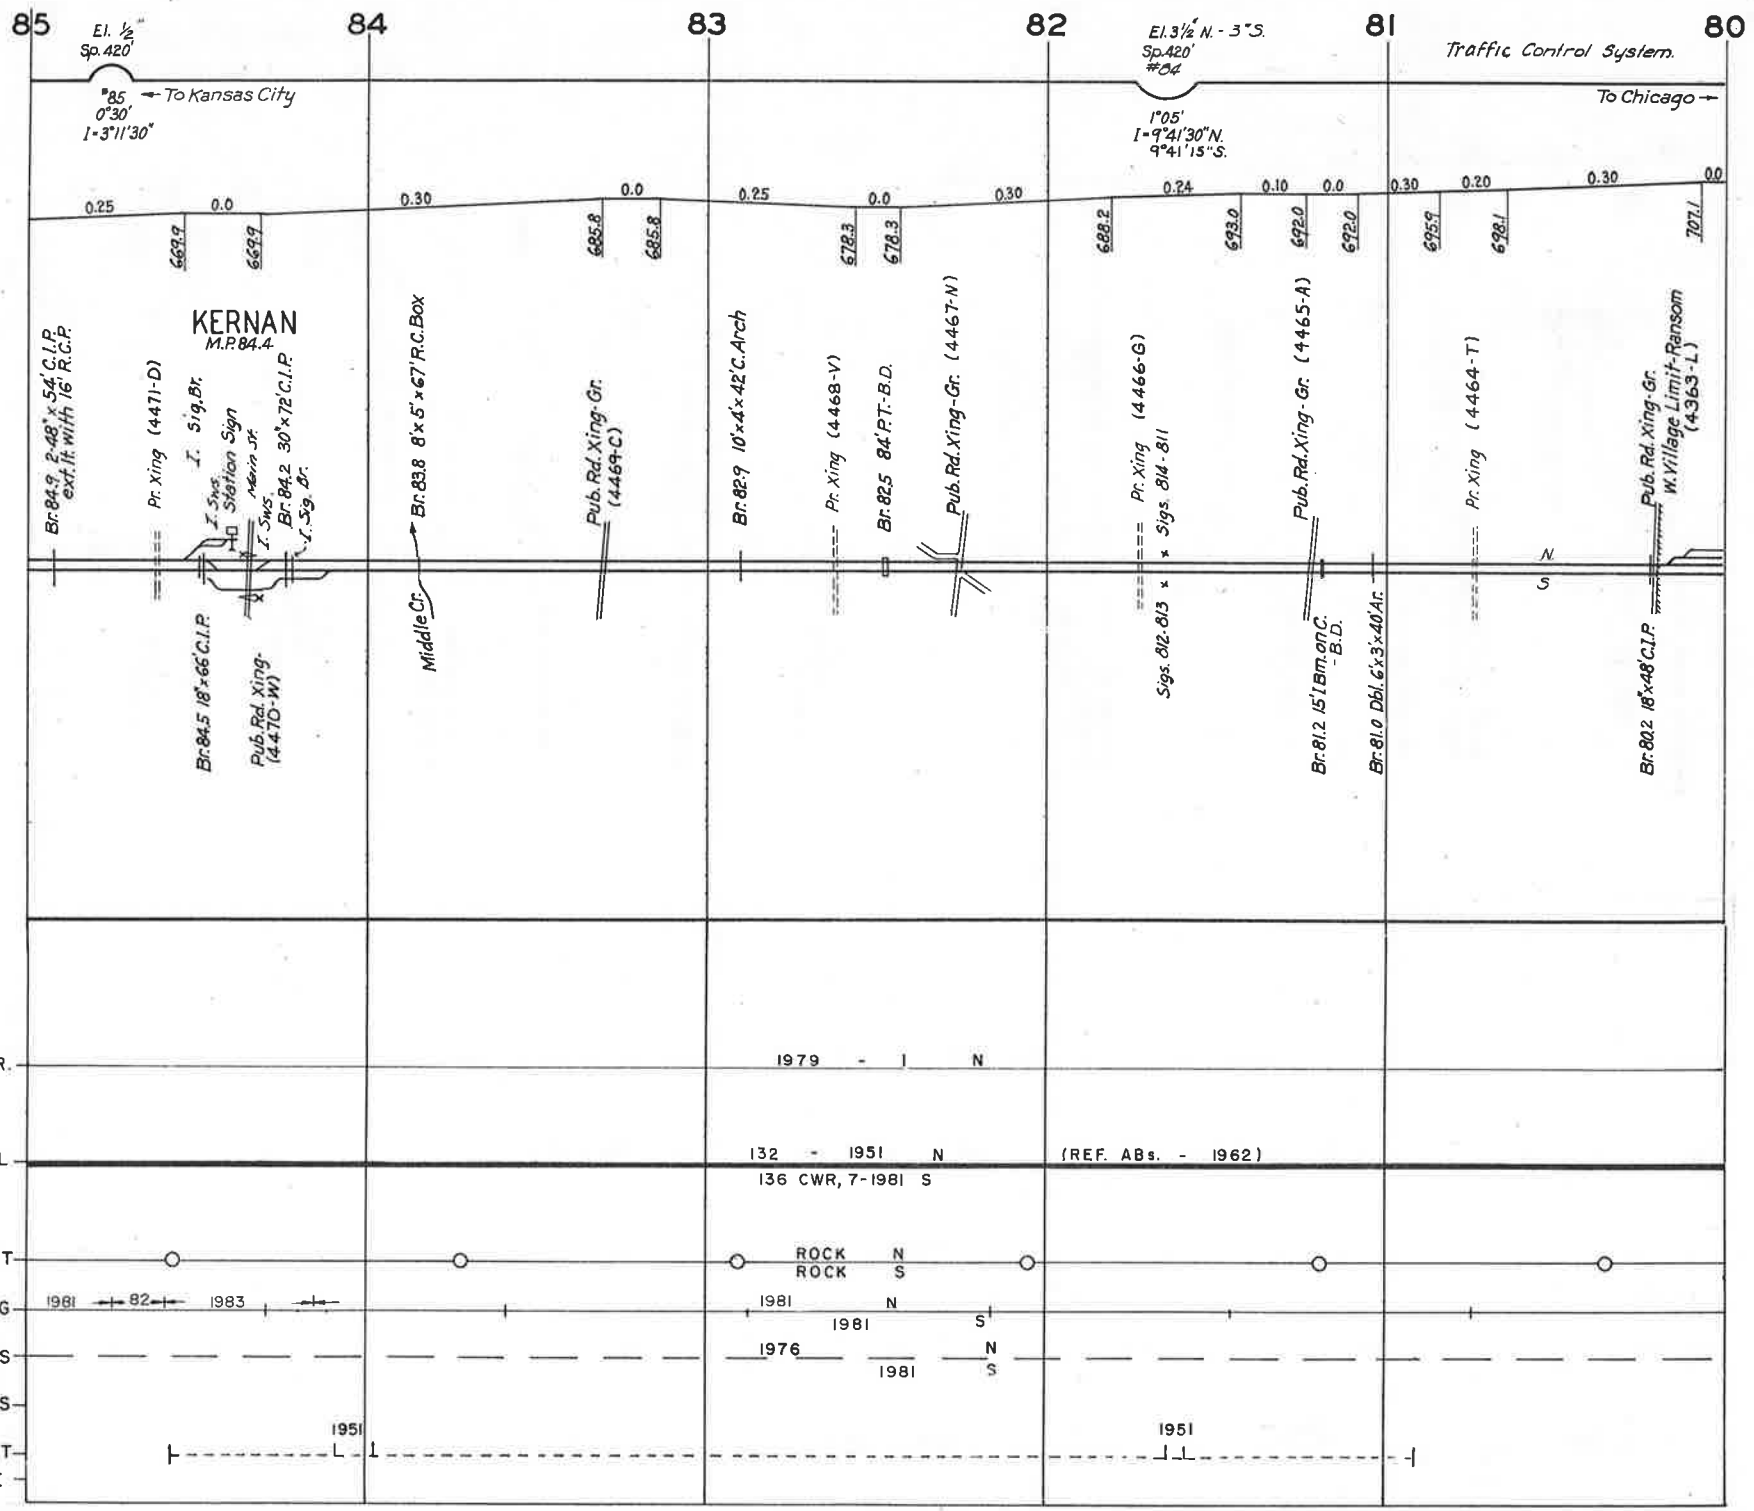 85 84 83 82 81 80
El. ½"
Sp. 420'
#85
0°30'
I-3°11'30"
← To Kansas City
El. 3½" N. - 3" S.
Sp. 420'
#84
1°05'
I=9°41'30" N.
9°41'15" S.
Traffic Control System.
To Chicago →
0.25 0.0 0.30 0.0 0.25 0.0 0.30 0.24 0.10 0.0 0.30 0.20 0.30 0.0
669.9 669.9 685.8 685.8 678.3 678.3 688.2 693.0 692.0 692.0 695.9 698.1 707.1
KERNAN
M.P. 84.4
Br. 84.9 2-48" x 54' C.I.P.
ext. lt. with 16' R.C.P.
Pr. Xing (4471-D)
I. Sig. Br.
I. Sws.
Station Sign
Main St.
I. Sws.
Br. 84.2 30" x 72' C.I.P.
I. Sig. Br.
Br. 83.8 8' x 5' x 67' R.C. Box
Pub. Rd. Xing-Gr.
(4469-C)
Br. 82.9 10' x 4' x 42' C. Arch
Pr. Xing (4468-V)
Br. 82.5 84' P.T.-B.D.
Pub. Rd. Xing-Gr. (4467-N)
Pr. Xing (4466-G)
x Sigs. 814-811
Pub. Rd. Xing-Gr. (4465-A)
Pr. Xing (4464-T)
Pub. Rd. Xing-Gr.
W. Village Limit-Ransom
(4363-L)
N.
S
Br. 84.5 18" x 66' C.I.P.
Pub. Rd. Xing-
(4470-W)
Middle Cr.
Sigs. 812-813 x
Br. 81.2 15' I Bm. on C.
-B.D.
Br. 81.0 Dbl. 6' x 3' x 40' Ar.
Br. 80.2 18" x 48' C.I.P.
R.
1979 - 1 N
L
132 - 1951 N (REF. ABs. - 1962)
136 CWR, 7-1981 S
T
ROCK N
ROCK S
G
1981 82 1983 1981 N
1981 S
S
1976 N
1981 S
S
1951 1951
T